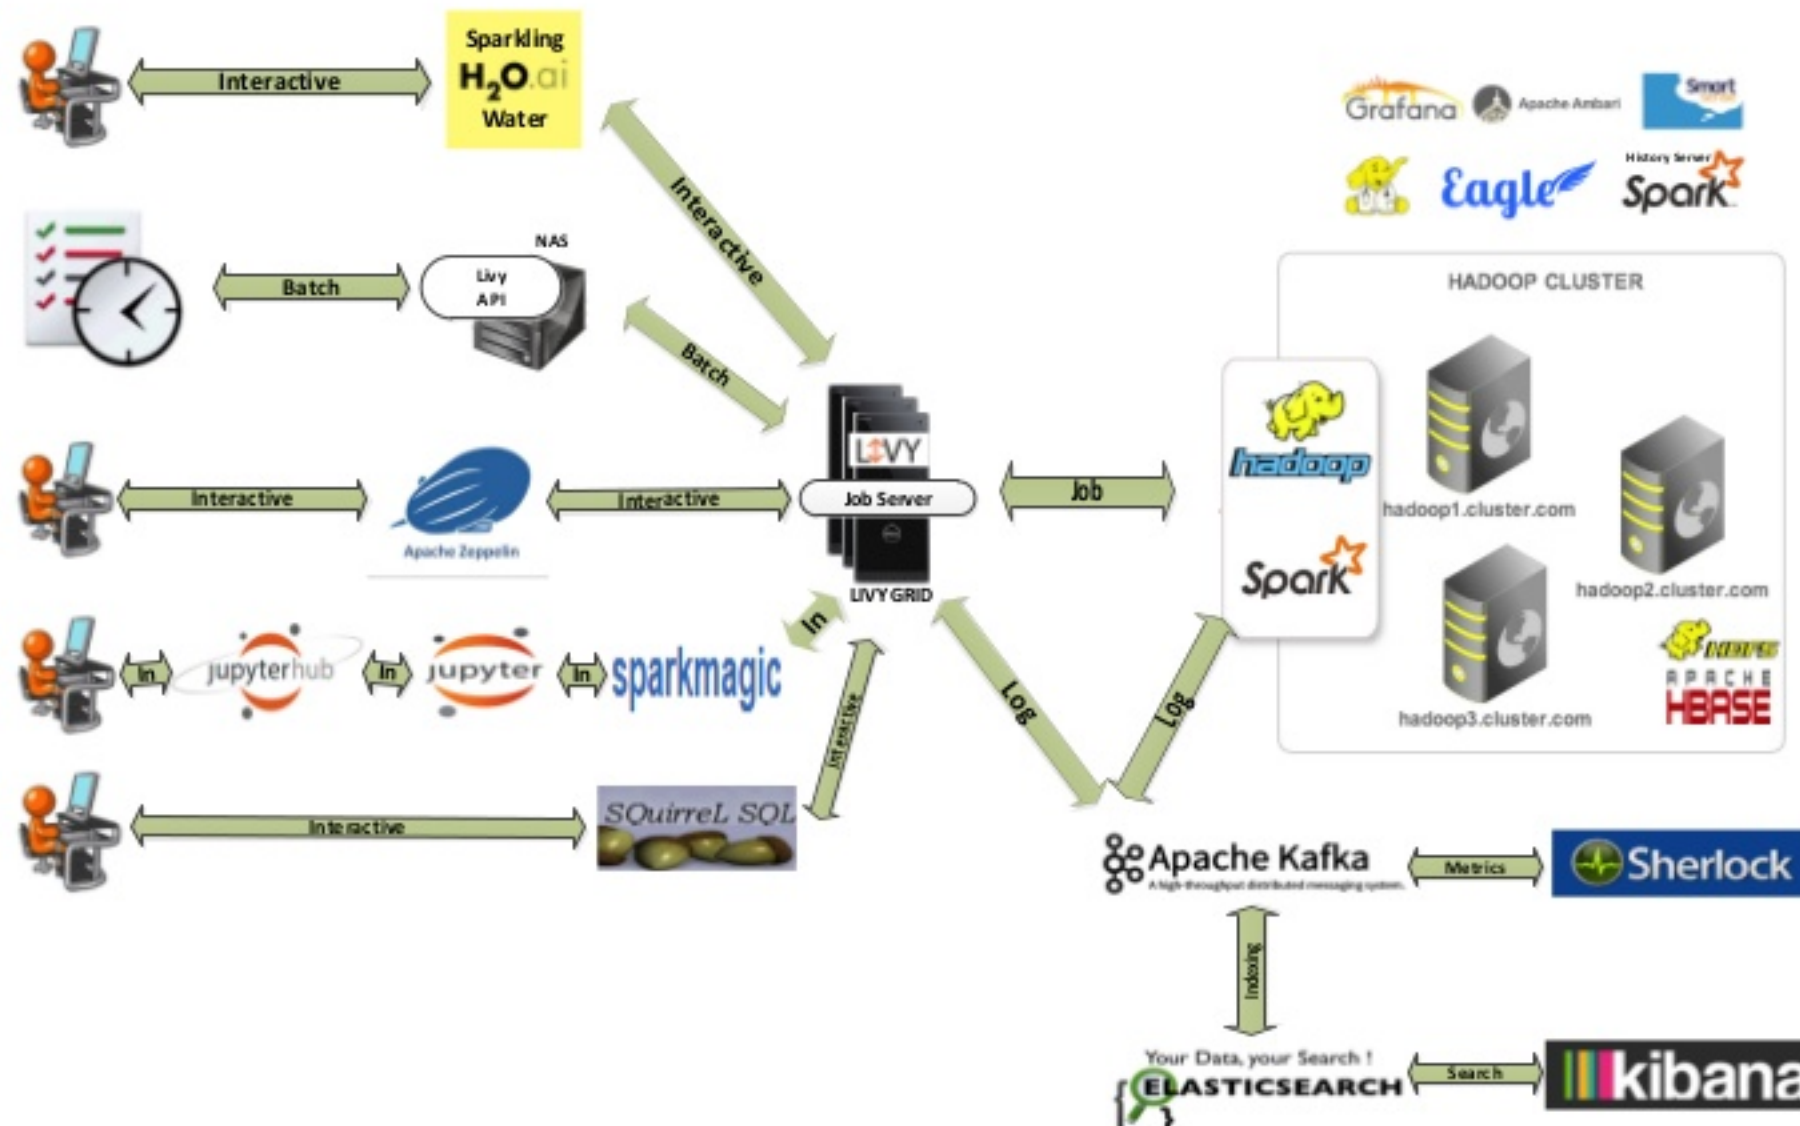 Sparkling
H2O.ai
Water
Interactive
Interactive
NAS
Livy
API
Batch
Batch
Interactive
Apache Zeppelin
Interactive
LIVY
Job Server
LIVY GRID
Job
In
jupyterhub
In
jupyter
In
sparkmagic
In
Interactive
Interactive
SQuirreL SQL
Log
Log
Grafana
Apache Ambari
Smart
Eagle
History Server
Spark
HADOOP CLUSTER
hadoop
Spark
hadoop1.cluster.com
hadoop2.cluster.com
hadoop3.cluster.com
HDFS
APACHE
HBASE
Apache Kafka
A high-throughput distributed messaging system.
Metrics
Sherlock
Indexing
Your Data, your Search !
ELASTICSEARCH
Search
kibana